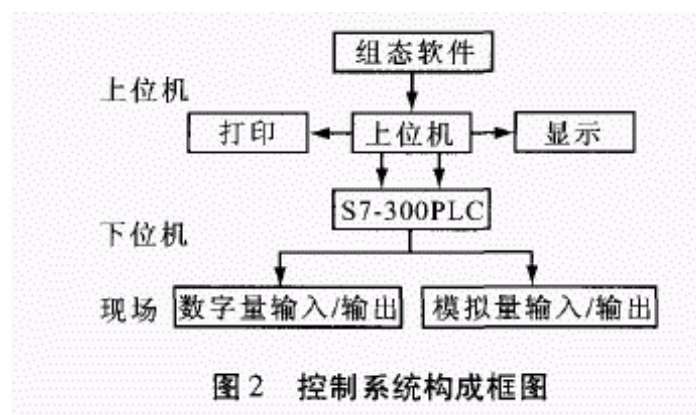 组态软件
上位机
打印
上位机
显示
S7-300PLC
下位机
现场
数字量输入/输出
模拟量输入/输出
图2 控制系统构成框图